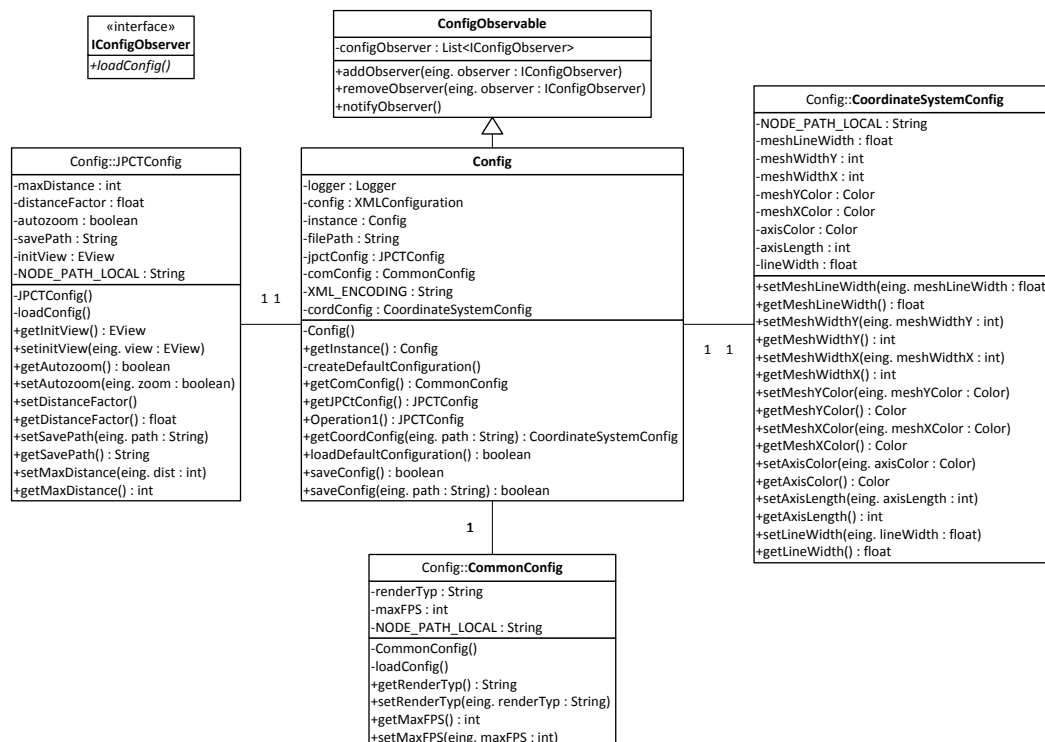 «interface»
IConfigObserver
+loadConfig()
ConfigObservable
-configObserver : List<IConfigObserver>
+addObserver(eing. observer : IConfigObserver)
+removeObserver(eing. observer : IConfigObserver)
+notifyObserver()
Config::JPCTConfig
-maxDistance : int
-distanceFactor : float
-autozoom : boolean
-savePath : String
-initView : EView
-NODE_PATH_LOCAL : String
-JPCTConfig()
-loadConfig()
+getInitView() : EView
+setinitView(eing. view : EView)
+getAutozoom() : boolean
+setAutozoom(eing. zoom : boolean)
+setDistanceFactor()
+getDistanceFactor() : float
+setSavePath(eing. path : String)
+getSavePath() : String
+setMaxDistance(eing. dist : int)
+getMaxDistance() : int
1 1
Config
-logger : Logger
-config : XMLConfiguration
-instance : Config
-filePath : String
-jpctConfig : JPCTConfig
-comConfig : CommonConfig
-XML_ENCODING : String
-cordConfig : CoordinateSystemConfig
-Config()
+getInstance() : Config
-createDefaultConfiguration()
+getComConfig() : CommonConfig
+getJPCtConfig() : JPCTConfig
+Operation1() : JPCTConfig
+getCoordConfig(eing. path : String) : CoordinateSystemConfig
+loadDefaultConfiguration() : boolean
+saveConfig() : boolean
+saveConfig(eing. path : String) : boolean
1 1
Config::CoordinateSystemConfig
-NODE_PATH_LOCAL : String
-meshLineWidth : float
-meshWidthY : int
-meshWidthX : int
-meshYColor : Color
-meshXColor : Color
-axisColor : Color
-axisLength : int
-lineWidth : float
+setMeshLineWidth(eing. meshLineWidth : float
+getMeshLineWidth() : float
+setMeshWidthY(eing. meshWidthY : int)
+getMeshWidthY() : int
+setMeshWidthX(eing. meshWidthX : int)
+getMeshWidthX() : int
+setMeshYColor(eing. meshYColor : Color)
+getMeshYColor() : Color
+setMeshXColor(eing. meshXColor : Color)
+getMeshXColor() : Color
+setAxisColor(eing. axisColor : Color)
+getAxisColor() : Color
+setAxisLength(eing. axisLength : int)
+getAxisLength() : int
+setLineWidth(eing. lineWidth : float)
+getLineWidth() : float
1
Config::CommonConfig
-renderTyp : String
-maxFPS : int
-NODE_PATH_LOCAL : String
-CommonConfig()
-loadConfig()
+getRenderTyp() : String
+setRenderTyp(eing. renderTyp : String)
+getMaxFPS() : int
+setMaxFPS(eing. maxFPS : int)